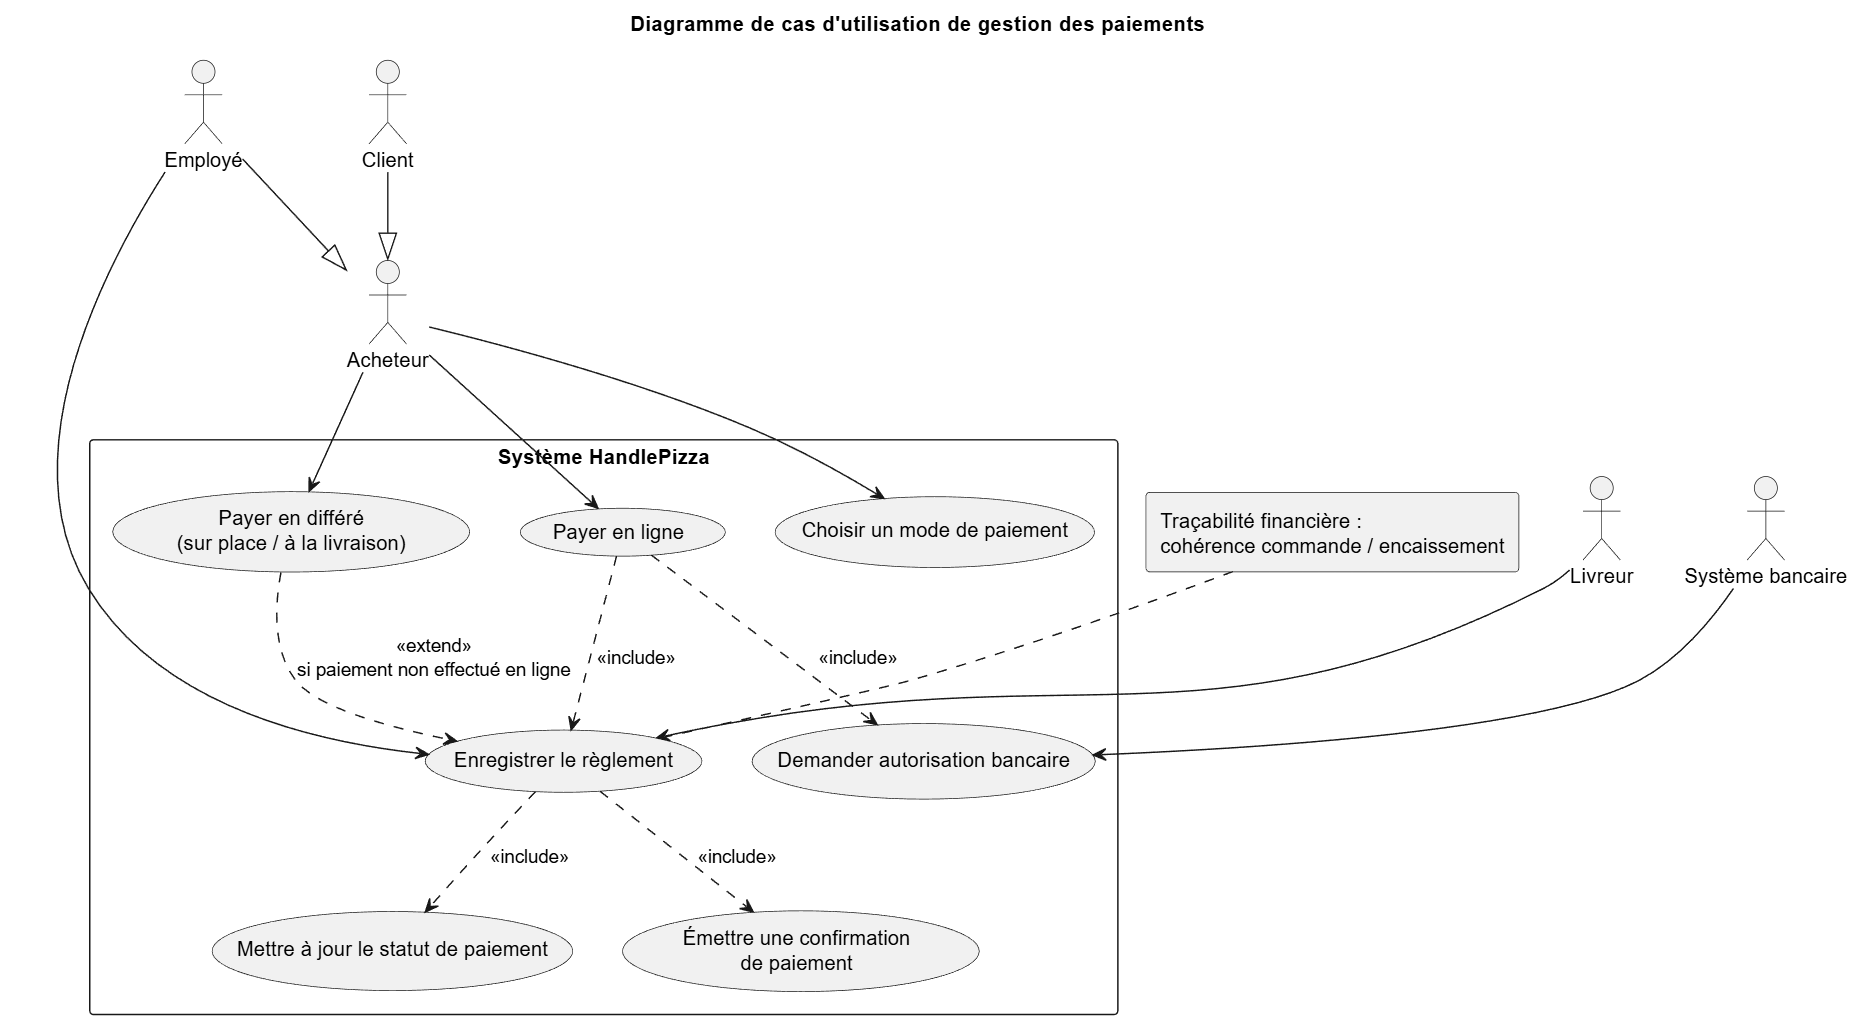 Diagramme de cas d'utilisation de gestion des paiements
Employé
Client
Acheteur
Système HandlePizza
Payer en différé
(sur place / à la livraison)
Payer en ligne
Choisir un mode de paiement
Traçabilité financière :
cohérence commande / encaissement
Livreur
Système bancaire
«extend»
si paiement non effectué en ligne
«include»
«include»
Enregistrer le règlement
Demander autorisation bancaire
«include»
«include»
Mettre à jour le statut de paiement
Émettre une confirmation
de paiement